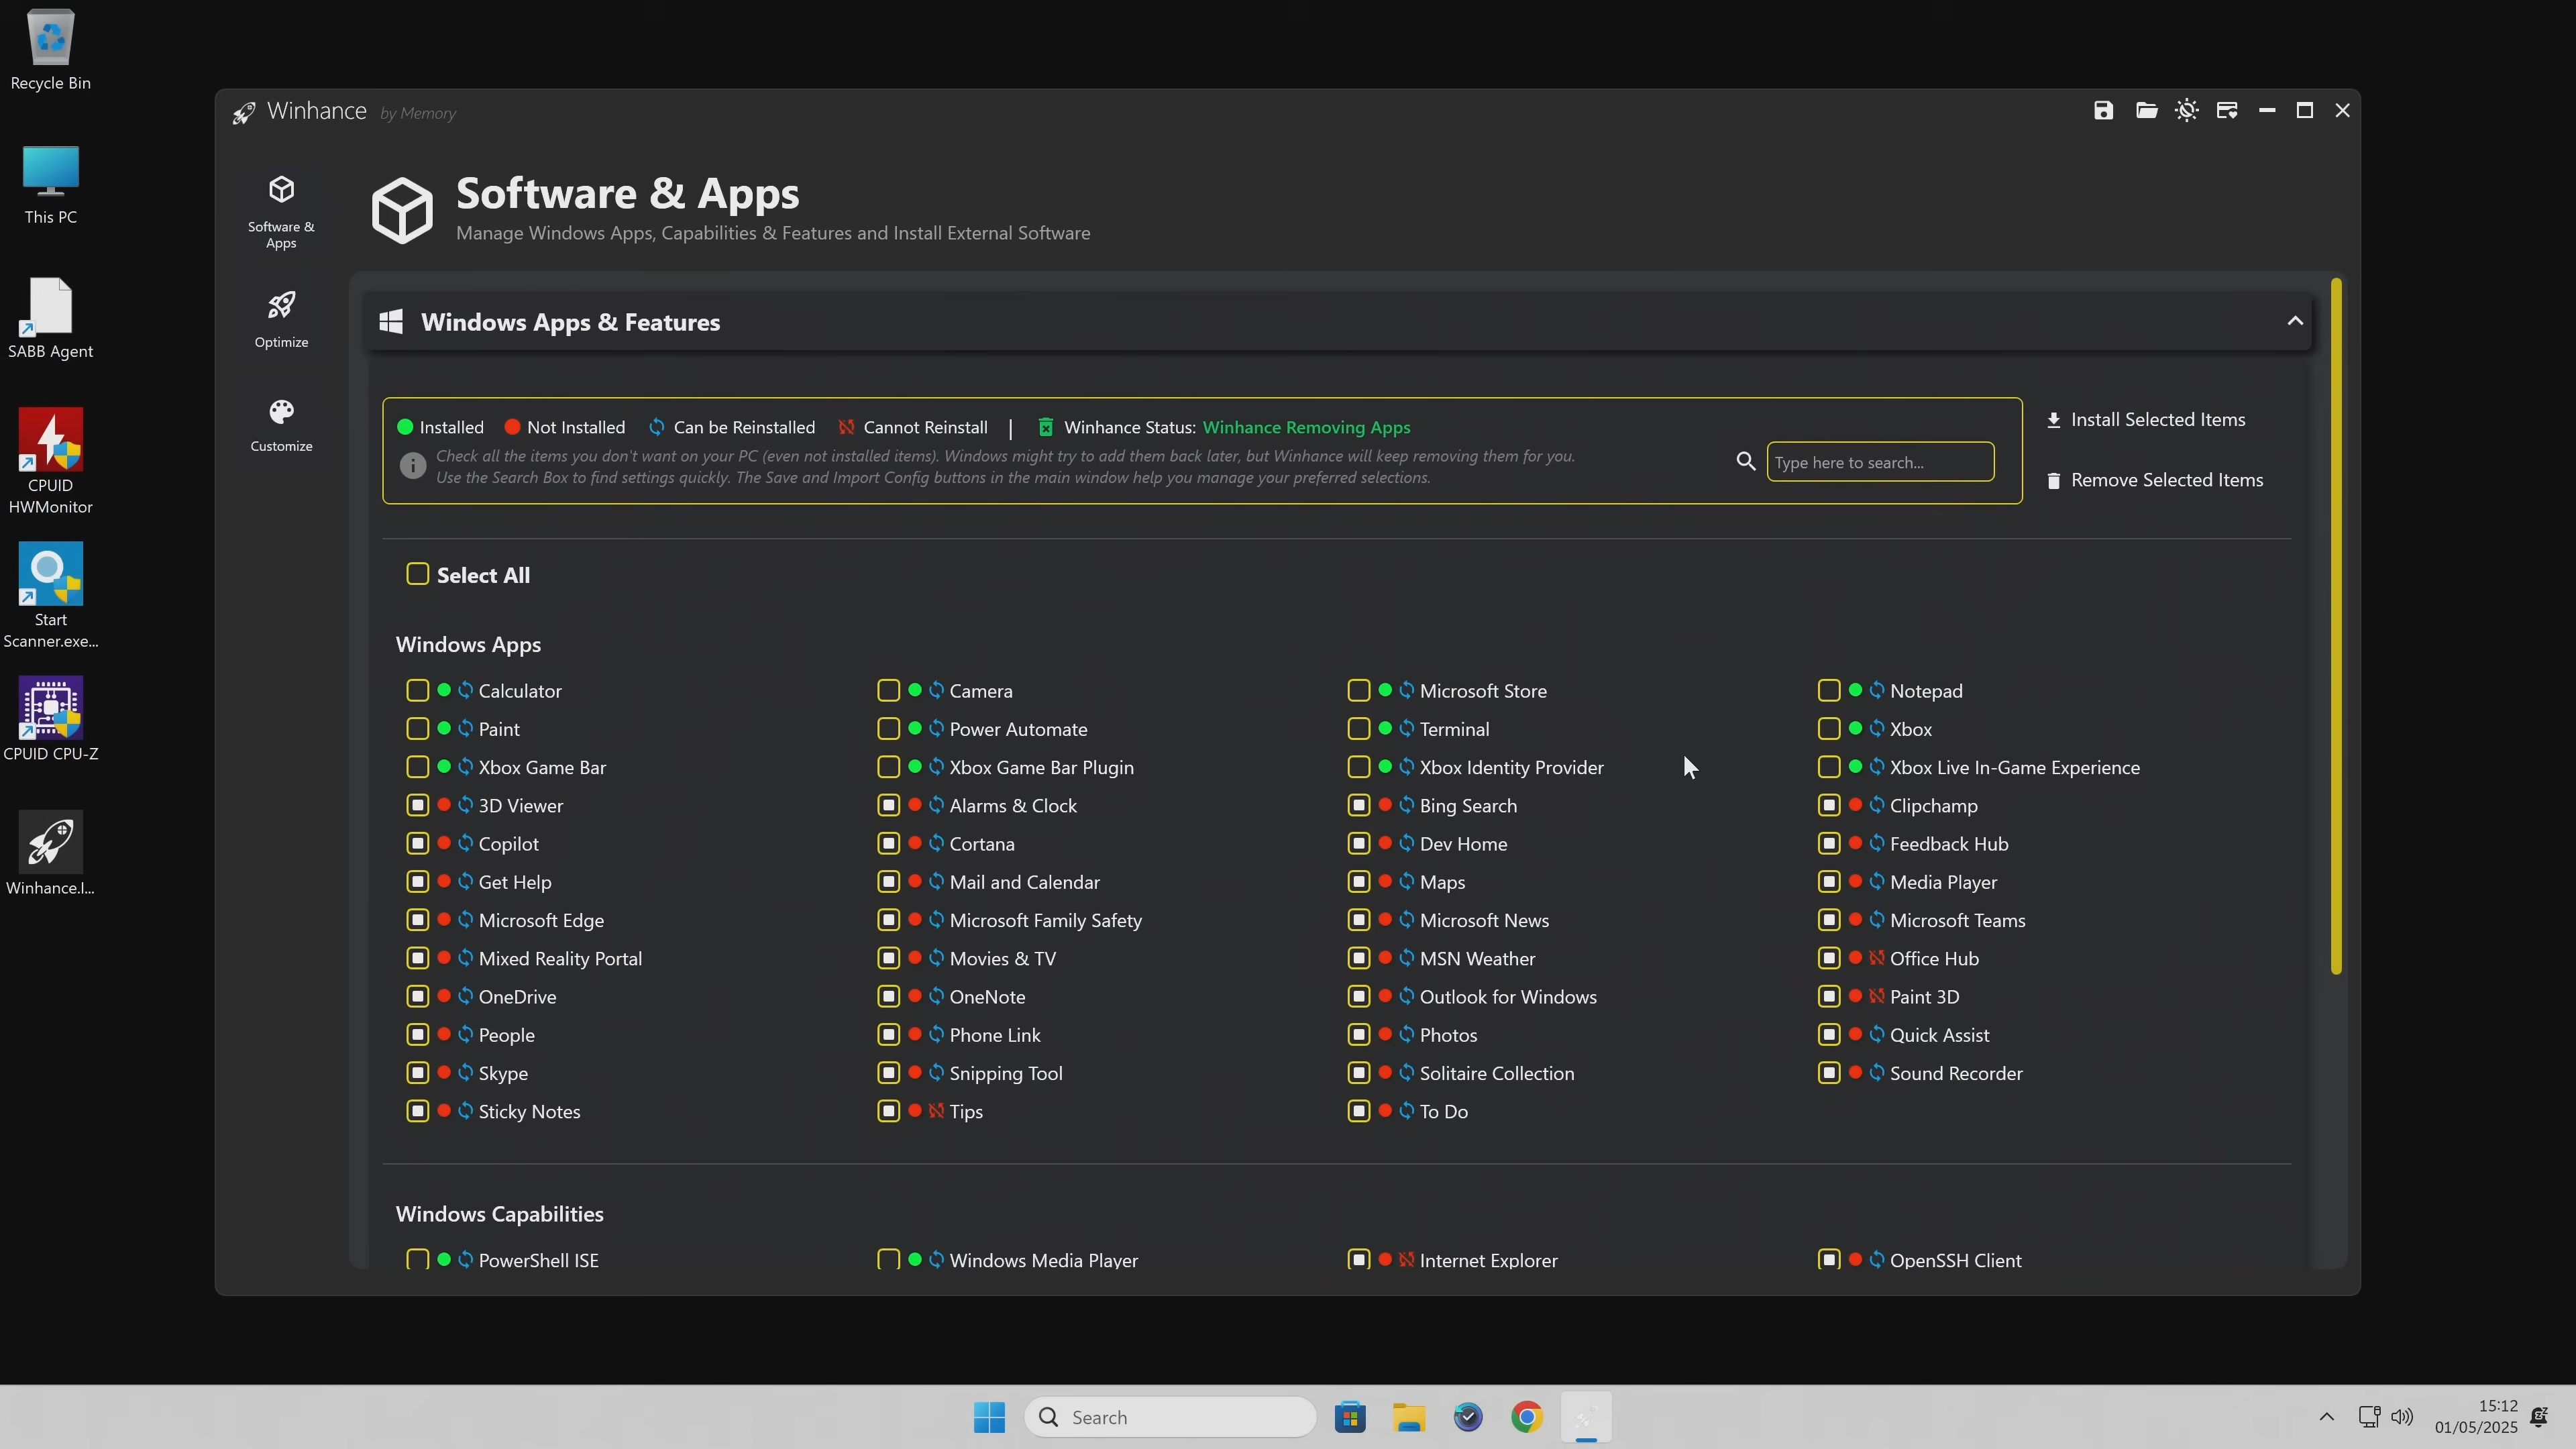 Recycle Bin
This PC
SABB Agent
CPUID
HWMonitor
Start
Scanner.exe...
CPUID CPU-Z
Winhance.l...
Winhance by Memory
Software &
Apps
Optimize
Customize
Software & Apps
Manage Windows Apps, Capabilities & Features and Install External Software
Windows Apps & Features
Installed Not Installed Can be Reinstalled Cannot Reinstall | Winhance Status: Winhance Removing Apps
Check all the items you don't want on your PC (even not installed items). Windows might try to add them back later, but Winhance will keep removing them for you.
Use the Search Box to find settings quickly. The Save and Import Config buttons in the main window help you manage your preferred selections.
Type here to search...
Install Selected Items
Remove Selected Items
Select All
Windows Apps
Calculator Camera Microsoft Store Notepad
Paint Power Automate Terminal Xbox
Xbox Game Bar Xbox Game Bar Plugin Xbox Identity Provider Xbox Live In-Game Experience
3D Viewer Alarms & Clock Bing Search Clipchamp
Copilot Cortana Dev Home Feedback Hub
Get Help Mail and Calendar Maps Media Player
Microsoft Edge Microsoft Family Safety Microsoft News Microsoft Teams
Mixed Reality Portal Movies & TV MSN Weather Office Hub
OneDrive OneNote Outlook for Windows Paint 3D
People Phone Link Photos Quick Assist
Skype Snipping Tool Solitaire Collection Sound Recorder
Sticky Notes Tips To Do
Windows Capabilities
PowerShell ISE Windows Media Player Internet Explorer OpenSSH Client
Search
15:12
01/05/2025